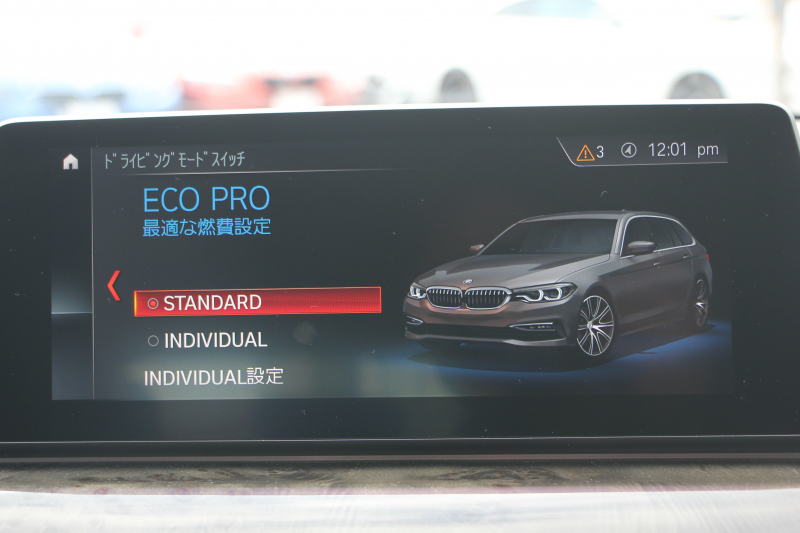 ﾄﾞﾗｲﾋﾞﾝｸﾞﾓｰﾄﾞｽｲｯﾁ
3 12:01 pm
ECO PRO
最適な燃費設定
STANDARD
INDIVIDUAL
INDIVIDUAL設定